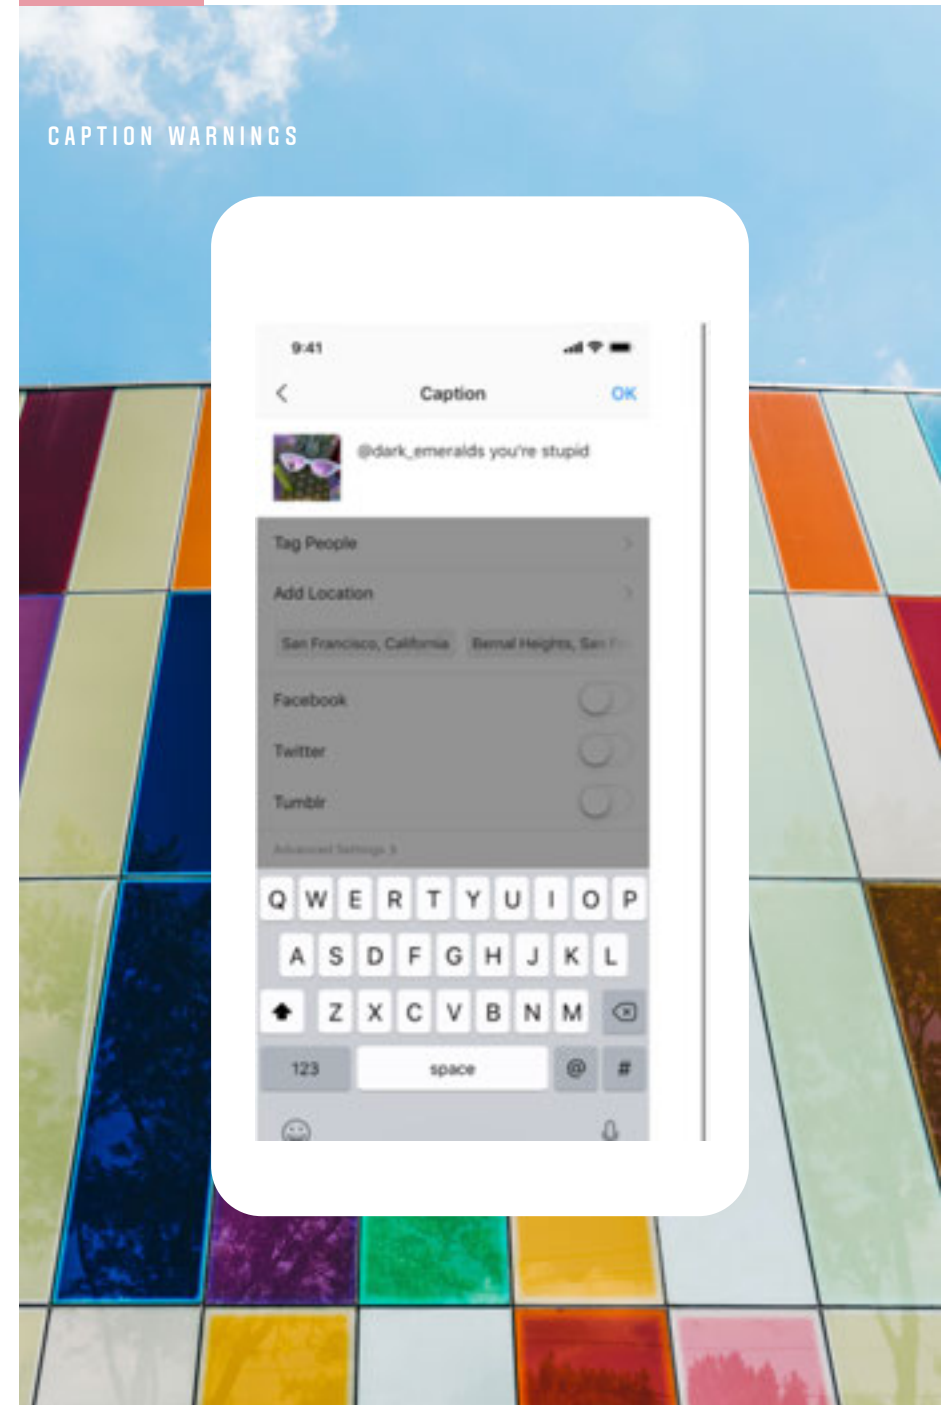 CAPTION WARNINGS
9:41
Caption OK
@dark_emeralds you're stupid
Tag People
Add Location
San Francisco, California Bernal Heights, San
Facebook
Twitter
Tumblr
Advanced Settings
Q W E R T Y U I O P
A S D F G H J K L
Z X C V B N M
123 space @ #